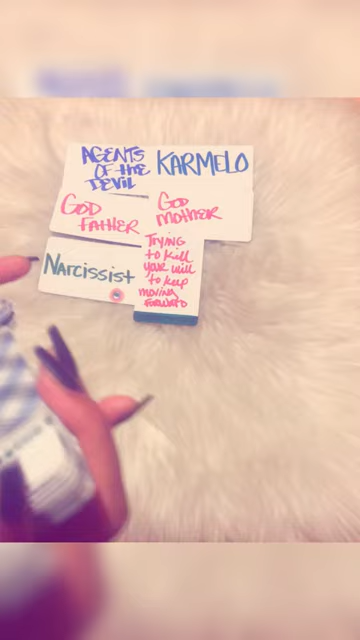 AGENTS
OF the
DEVIL
KARMELO
GOD
FATHER
GOD
MOTHER
Narcissist
TRYING
to kill
your will
to keep
moving
forward